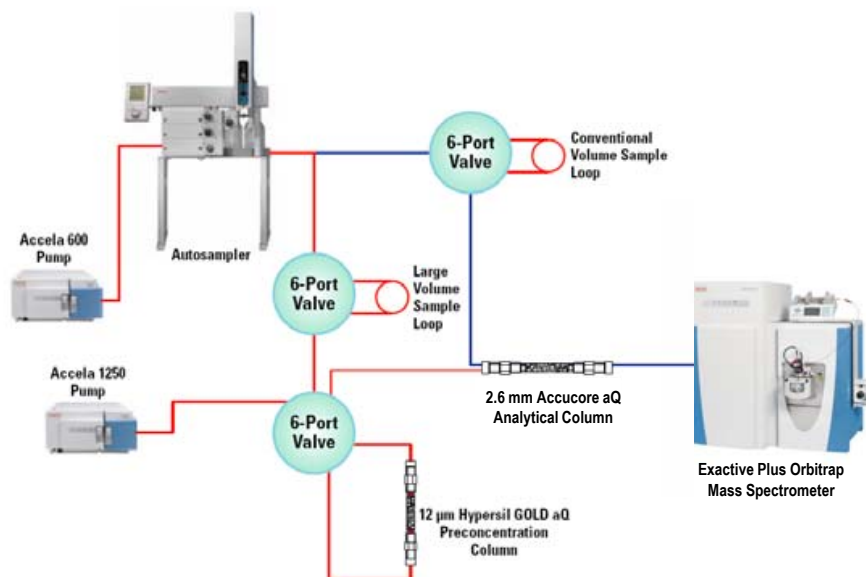 6-Port
Valve
Conventional
Volume Sample
Loop
Accela 600
Pump
Autosampler
6-Port
Valve
Large
Volume
Sample
Loop
Accela 1250
Pump
6-Port
Valve
2.6 mm Accucore aQ
Analytical Column
Exactive Plus Orbitrap
Mass Spectrometer
12 µm Hypersil GOLD aQ
Preconcentration
Column